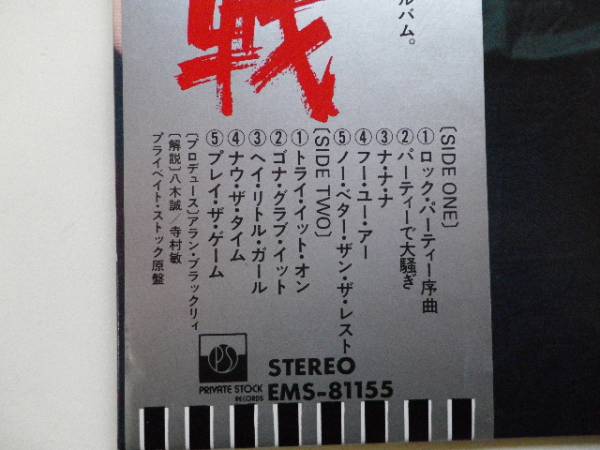 ルバム。
戦
〔SIDE ONE〕
①ロック・パーティー序曲
②パーティーで大騒ぎ
③ナ・ナ・ナ
④フー・ユー・アー
⑤ノー・ベター・ザン・ザ・レスト
〔SIDE TWO〕
①トライ・イット・オン
②ゴナ・グラブ・イット
③ヘイ・リトル・ガール
④ナウ・ザ・タイム
⑤プレイ・ザ・ゲーム
〔プロデュース〕アラン・ブラックリィ
〔解説〕八木誠／寺村敏
プライベイト・ストック原盤
PS
PRIVATE STOCK
RECORDS
STEREO
EMS-81155